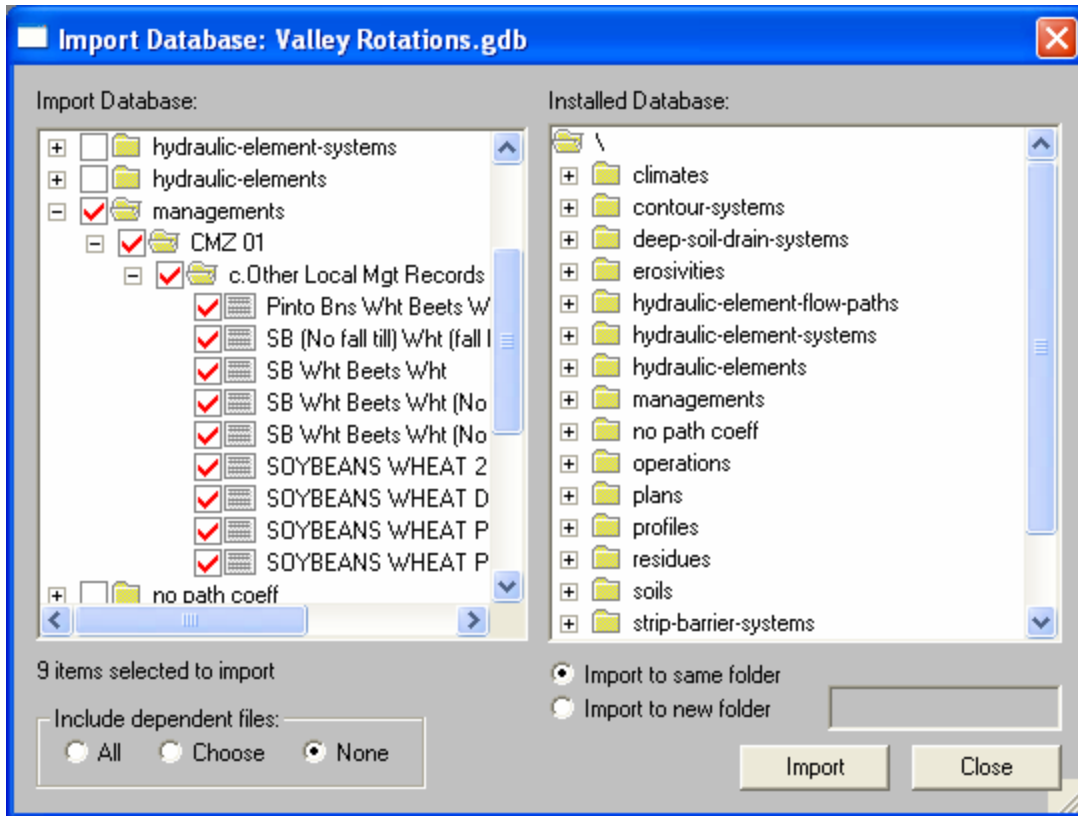 Import Database: Valley Rotations.gdb
Import Database:
hydraulic-element-systems
hydraulic-elements
managements
CMZ 01
c.Other Local Mgt Records
Pinto Bns Wht Beets W
SB (No fall till) Wht (fall
SB Wht Beets Wht
SB Wht Beets Wht (No
SB Wht Beets Wht (No
SOYBEANS WHEAT 2
SOYBEANS WHEAT D
SOYBEANS WHEAT P
SOYBEANS WHEAT P
no path coeff
9 items selected to import
Include dependent files:
All Choose None
Installed Database:
\
climates
contour-systems
deep-soil-drain-systems
erosivities
hydraulic-element-flow-paths
hydraulic-element-systems
hydraulic-elements
managements
no path coeff
operations
plans
profiles
residues
soils
strip-barrier-systems
Import to same folder
Import to new folder
Import Close